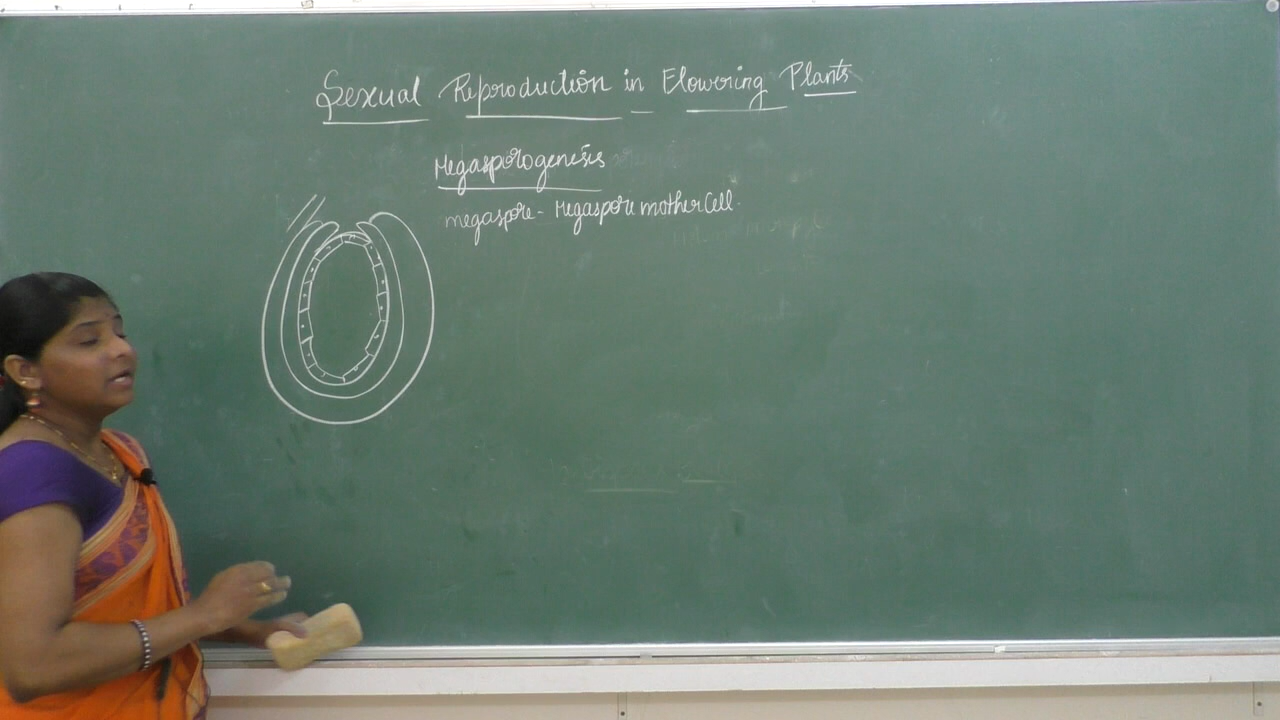 Sexual Reproduction in Flowering Plants
Megasporogenesis
megaspore - Megaspore mother cell